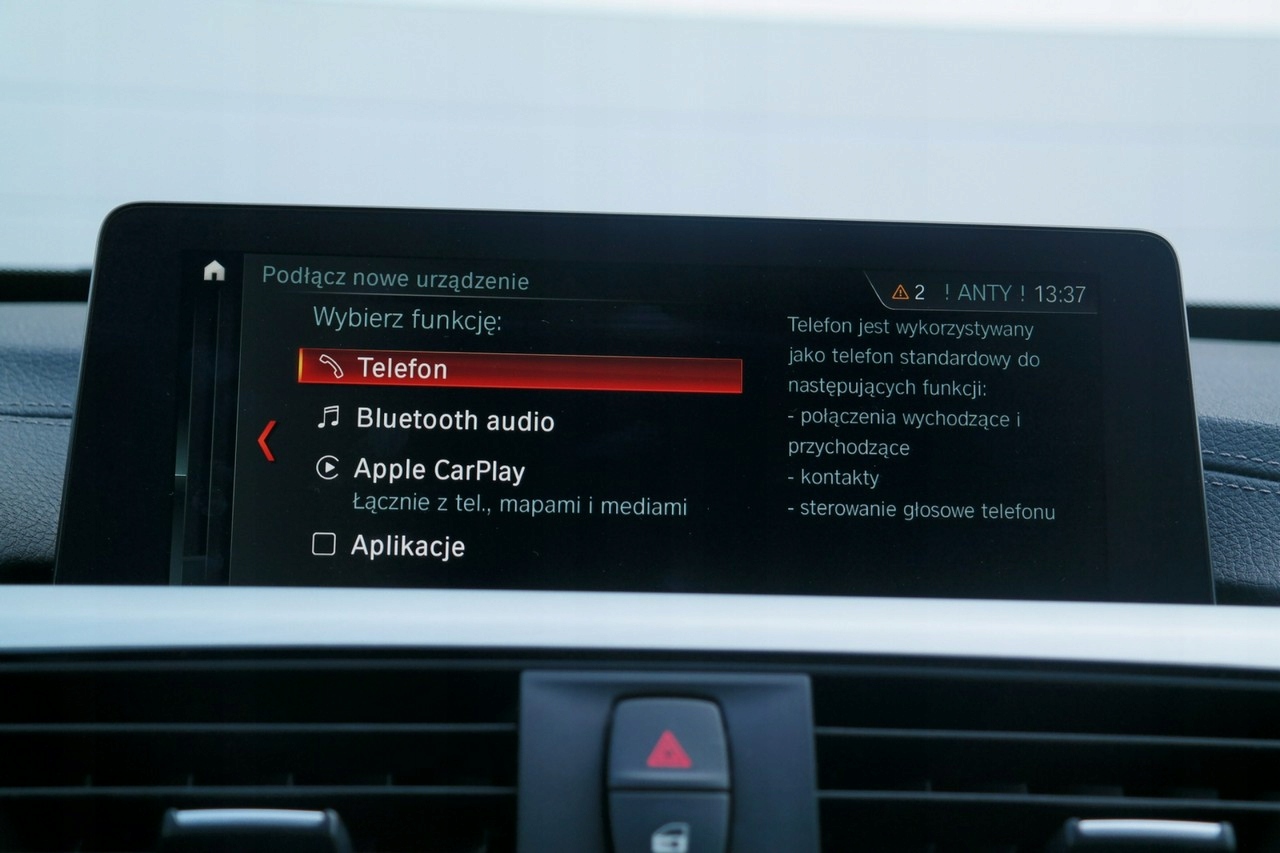 Podłącz nowe urządzenie
2 ! ANTY ! 13:37
Wybierz funkcję:
Telefon
Bluetooth audio
Apple CarPlay
Łącznie z tel., mapami i mediami
Aplikacje
Telefon jest wykorzystywany
jako telefon standardowy do
następujących funkcji:
- połączenia wychodzące i
przychodzące
- kontakty
- sterowanie głosowe telefonu